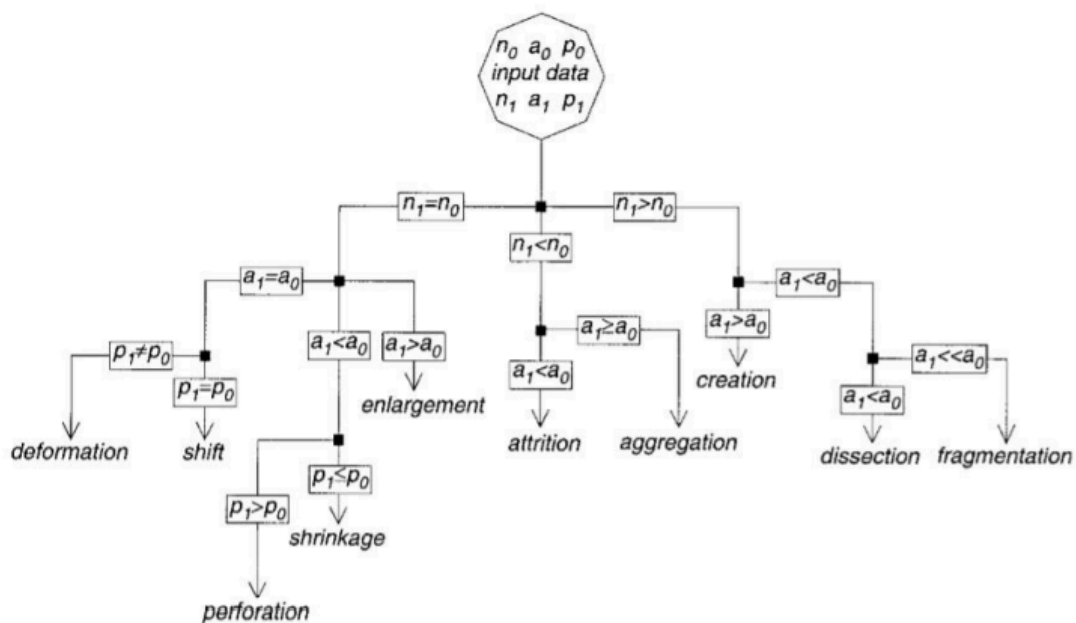 n₀ a₀ p₀
input data
n₁ a₁ p₁
n₁=n₀
n₁>n₀
n₁<n₀
a₁=a₀
a₁<a₀
a₁<a₀
a₁>a₀
a₁≥a₀
a₁>a₀
p₁≠p₀
a₁<<a₀
a₁<a₀
p₁=p₀
creation
a₁<a₀
enlargement
deformation
shift
attrition
aggregation
dissection
fragmentation
p₁≤p₀
p₁>p₀
shrinkage
perforation